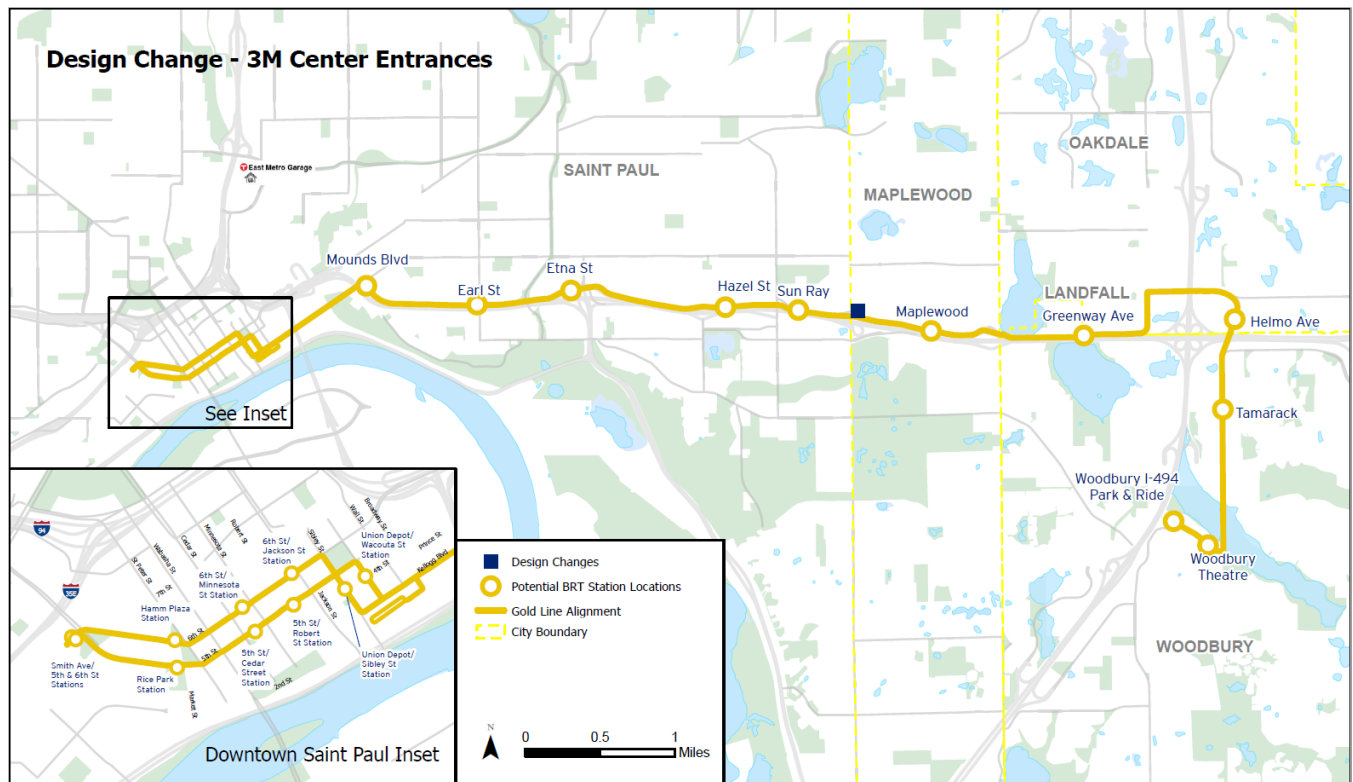 Design Change - 3M Center Entrances
East Metro Garage
SAINT PAUL
OAKDALE
MAPLEWOOD
LANDFALL
Mounds Blvd
Earl St
Etna St
Hazel St
Sun Ray
Maplewood
Greenway Ave
Helmo Ave
Tamarack
Woodbury I-494
Park & Ride
Woodbury
Theatre
WOODBURY
See Inset
94
35E
St Peter St
Wabasha St
7th St
Cedar St
Minnesota St
Robert St
Sibley St
Wall St
Broadway St
Prince St
Kellogg Blvd
4th St
Jackson St
6th St
5th St
2nd St
Market St
6th St/
Jackson St
Station
Union Depot/
Wacouta St
Station
6th St/
Minnesota
St Station
Hamm Plaza
Station
5th St/
Robert
St Station
5th St/
Cedar
Street
Station
Union Depot/
Sibley St
Station
Smith Ave/
5th & 6th St
Stations
Rice Park
Station
Downtown Saint Paul Inset
Design Changes
Potential BRT Station Locations
Gold Line Alignment
City Boundary
N
0 0.5 1
Miles